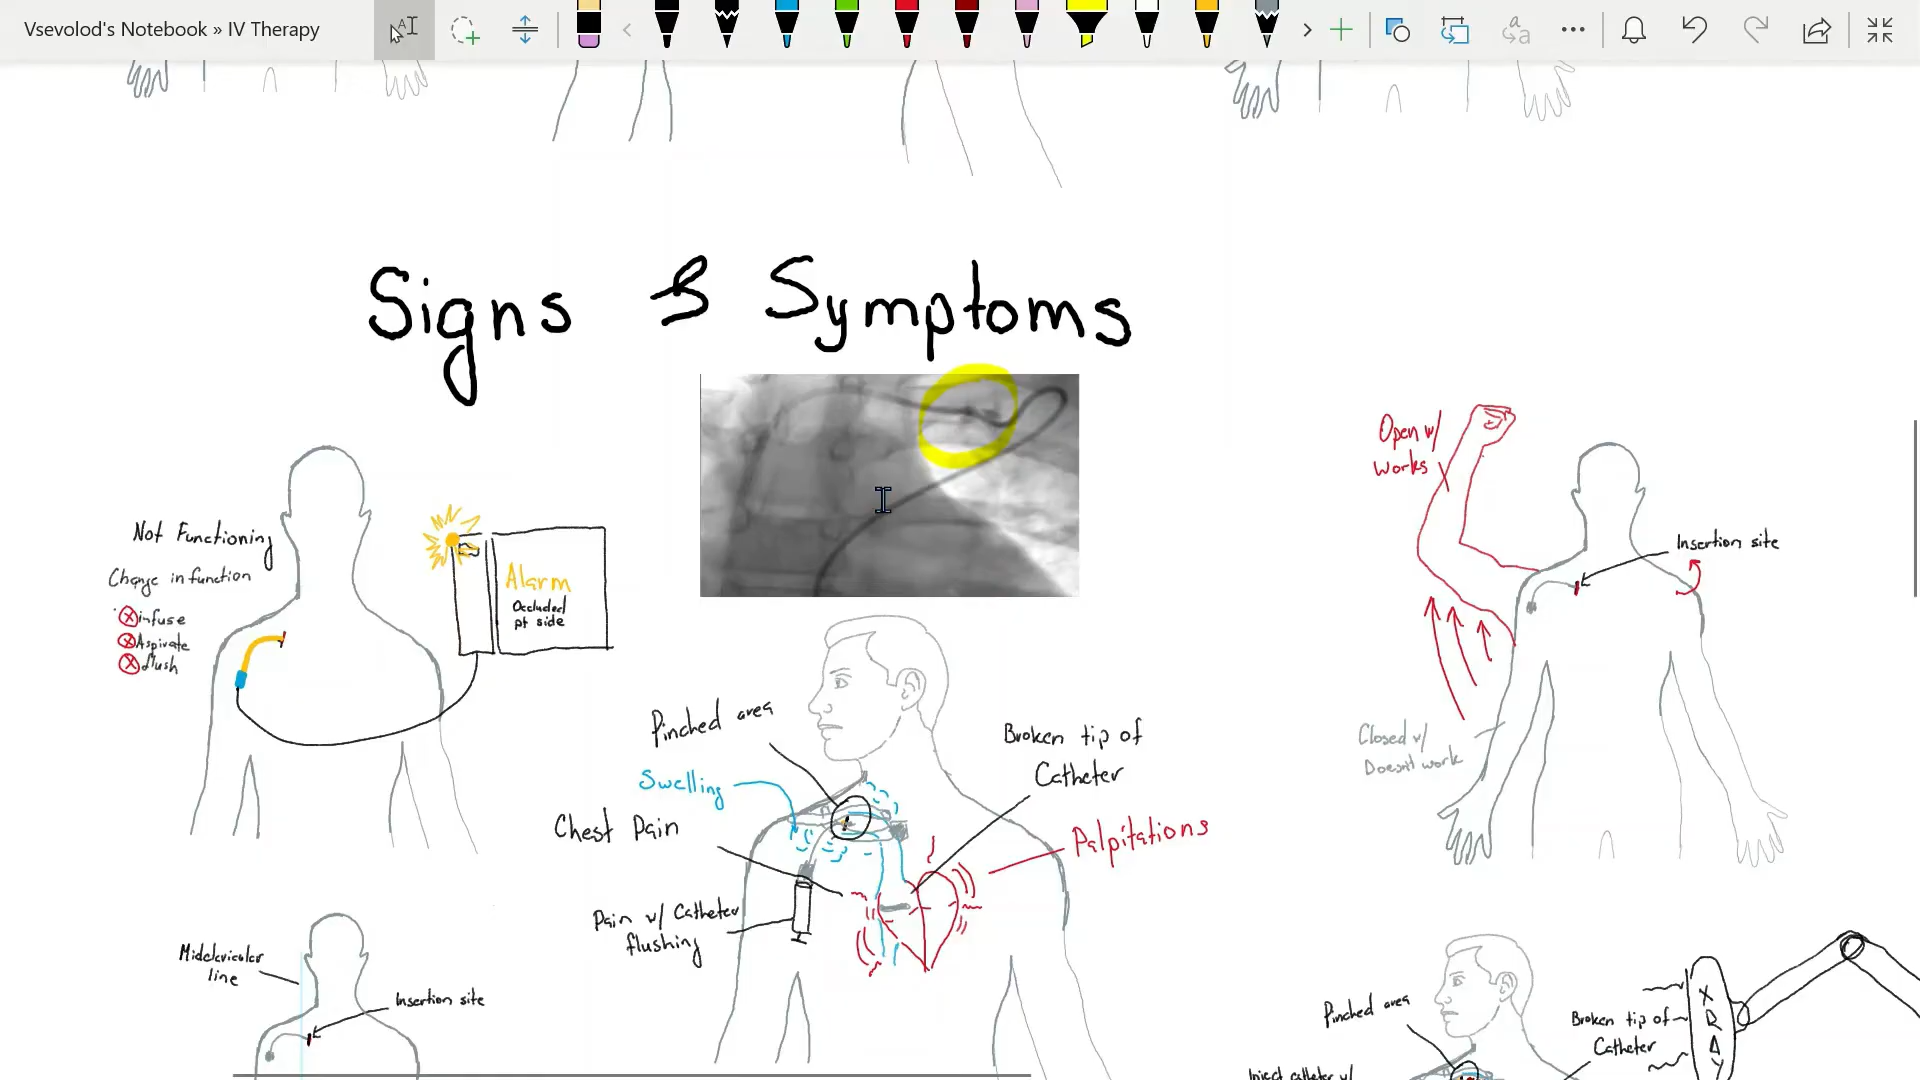 Vsevolod's Notebook » IV Therapy
Signs & Symptoms
Not Functioning
Change in function
infuse
Aspirate
flush
Alarm
Occluded
pt side
Open w/
works
Insertion site
Closed w/
Doesn't work
Pinched area
Swelling
Chest Pain
Pain w/ Catheter
flushing
Broken tip of
Catheter
Palpitations
Midclavicular
line
Insertion site
Pinched area
Broken tip of
Catheter
X
R
A
Y
Inject catheter w/